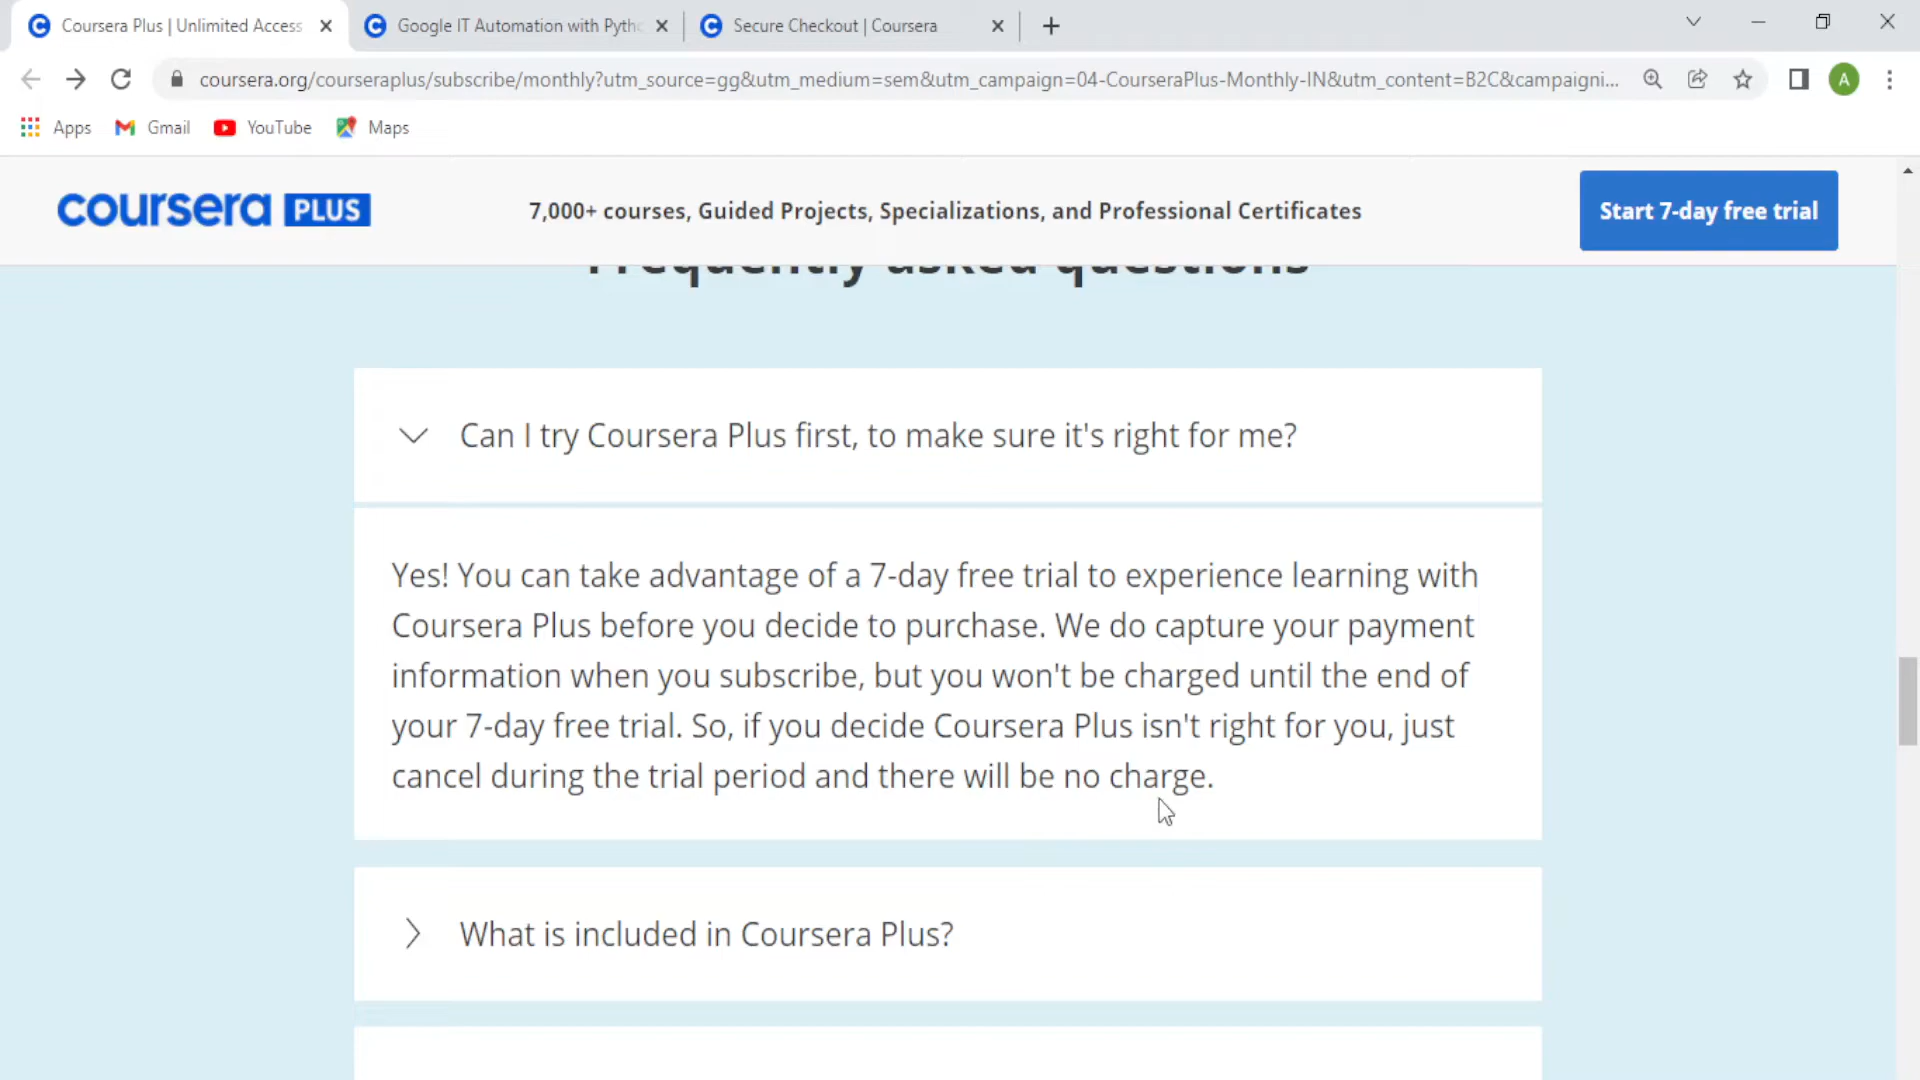 Coursera Plus | Unlimited Access
Google IT Automation with Pytho
Secure Checkout | Coursera
coursera.org/courseraplus/subscribe/monthly?utm_source=gg&utm_medium=sem&utm_campaign=04-CourseraPlus-Monthly-IN&utm_content=B2C&campaigni...
A
Apps
Gmail
YouTube
Maps
coursera PLUS
7,000+ courses, Guided Projects, Specializations, and Professional Certificates
Start 7-day free trial
Frequently asked questions
Can I try Coursera Plus first, to make sure it's right for me?
Yes! You can take advantage of a 7-day free trial to experience learning with
Coursera Plus before you decide to purchase. We do capture your payment
information when you subscribe, but you won't be charged until the end of
your 7-day free trial. So, if you decide Coursera Plus isn't right for you, just
cancel during the trial period and there will be no charge.
What is included in Coursera Plus?